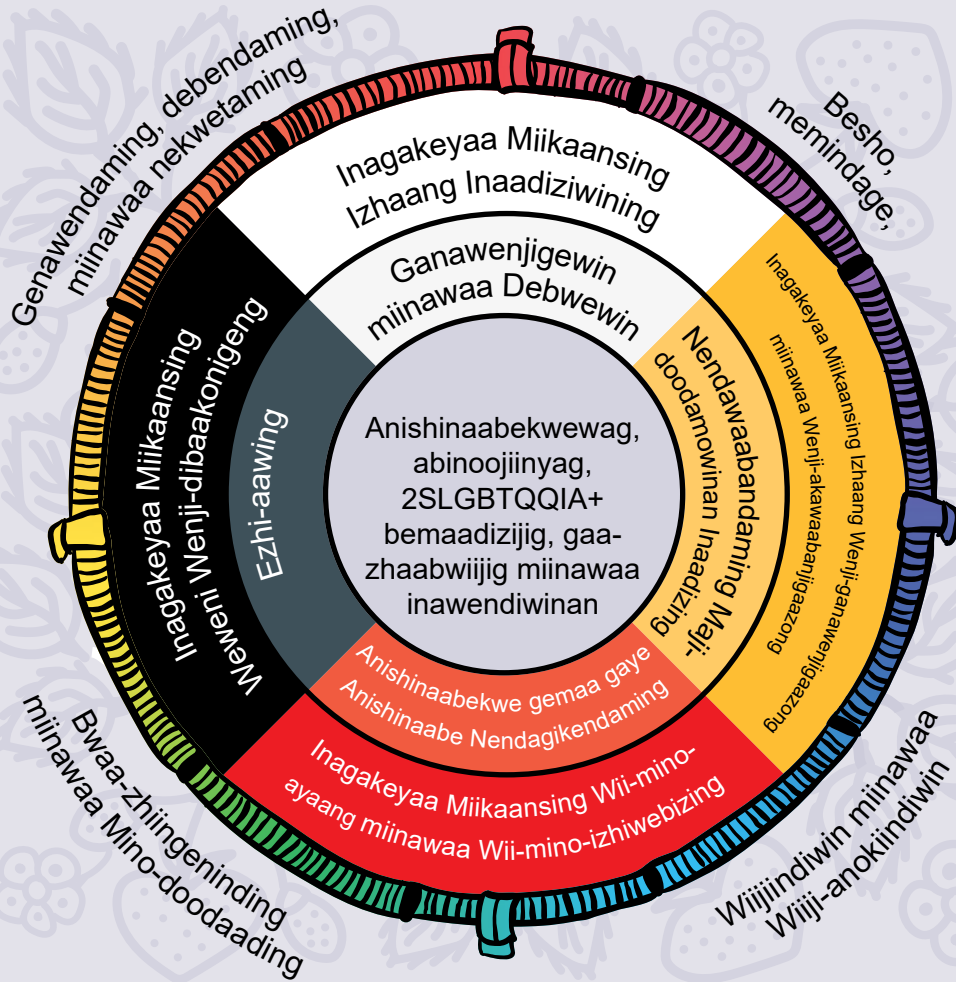 Genawendaming, debendaming,
miinawaa nekwetaming
Besho,
memindage,
Inagakeyaa Miikaansing
Izhaang Inaadiziwining
Ganawenjigewin
miinawaa Debwewin
Inagakeyaa Miikaansing
Weweni Wenji-dibaakonigeng
Ezhi-aawing
Anishinaabekwewag,
abinoojiinyag,
2SLGBTQQIA+
bemaadizijig, gaa-
zhaabwiijig miinawaa
inawendiwinan
Nendawaabandaming Maji-
doodamowinan Inaadizing
Inagakeyaa Miikaansing Izhaang Wenji-ganawenjigaazong
miinawaa Wenji-akawaabanjigaazong
Anishinaabekwe gemaa gaye
Anishinaabe Nendagikendaming
Inagakeyaa Miikaansing Wii-mino-
ayaang miinawaa Wii-mino-izhiwebizing
Bwaa-zhiingeninding
miinawaa Mino-doodaading
Wiijijndiwin miinawaa
Wiiji-anokiindiwin